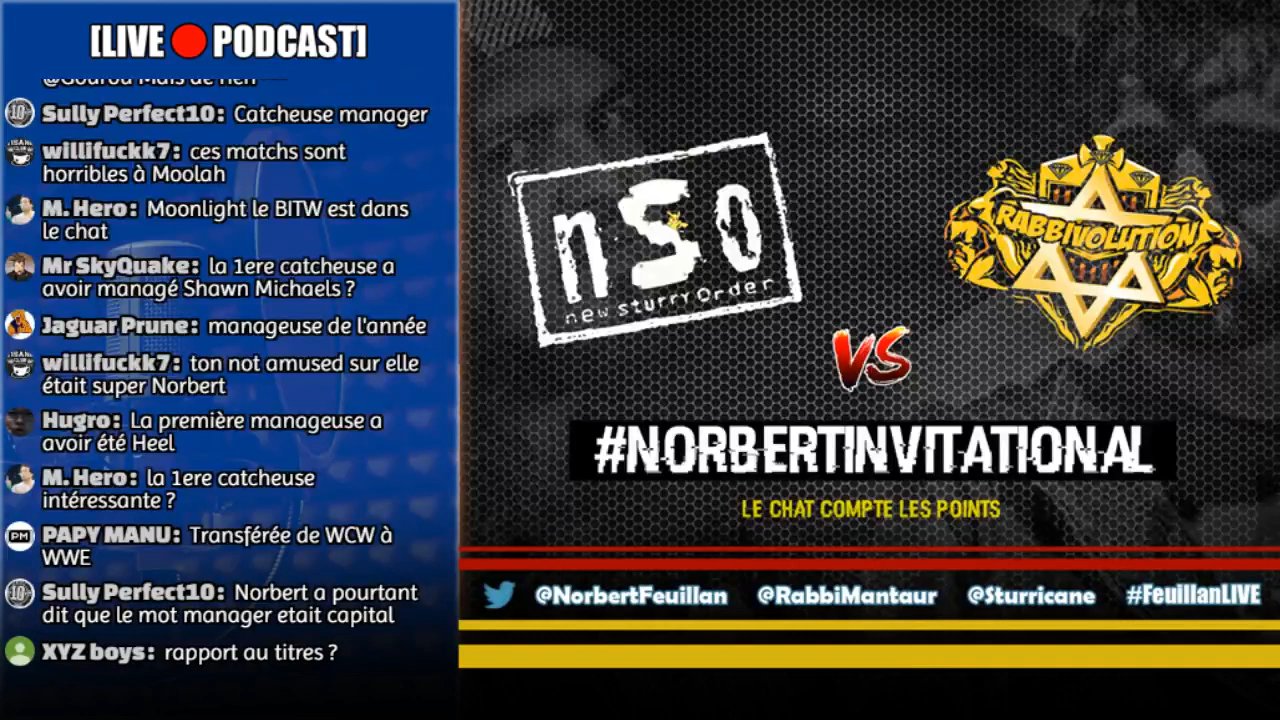 [LIVE PODCAST]
Sully Perfect10: Catcheuse manager
willifuckk7: ces matchs sont
horribles à Moolah
M. Hero: Moonlight le BITW est dans
le chat
Mr SkyQuake: la 1ere catcheuse a
avoir managé Shawn Michaels ?
Jaguar Prune: manageuse de l'année
willifuckk7: ton not amused sur elle
était super Norbert
Hugro: La première manageuse a
avoir été Heel
M. Hero: la 1ere catcheuse
intéressante ?
PM
PAPY MANU: Transférée de WCW à
WWE
Sully Perfect10: Norbert a pourtant
dit que le mot manager etait capital
XYZ boys: rapport au titres ?
nSo
new sturry Order
VS
RABBIVOLUTION
#NORBERTINVITATIONAL
LE CHAT COMPTE LES POINTS
@NorbertFeuillan @RabbiMantaur @Sturricane #FeuillanLIVE